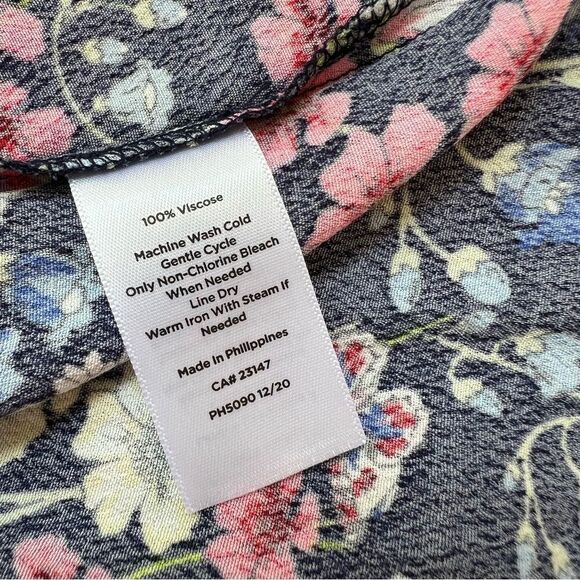 100% Viscose
Machine Wash Cold
Gentle Cycle
Only Non-Chlorine Bleach
When Needed
Line Dry
Warm Iron With Steam If
Needed
Made in Philippines
CA# 23147
PH5090 12/20